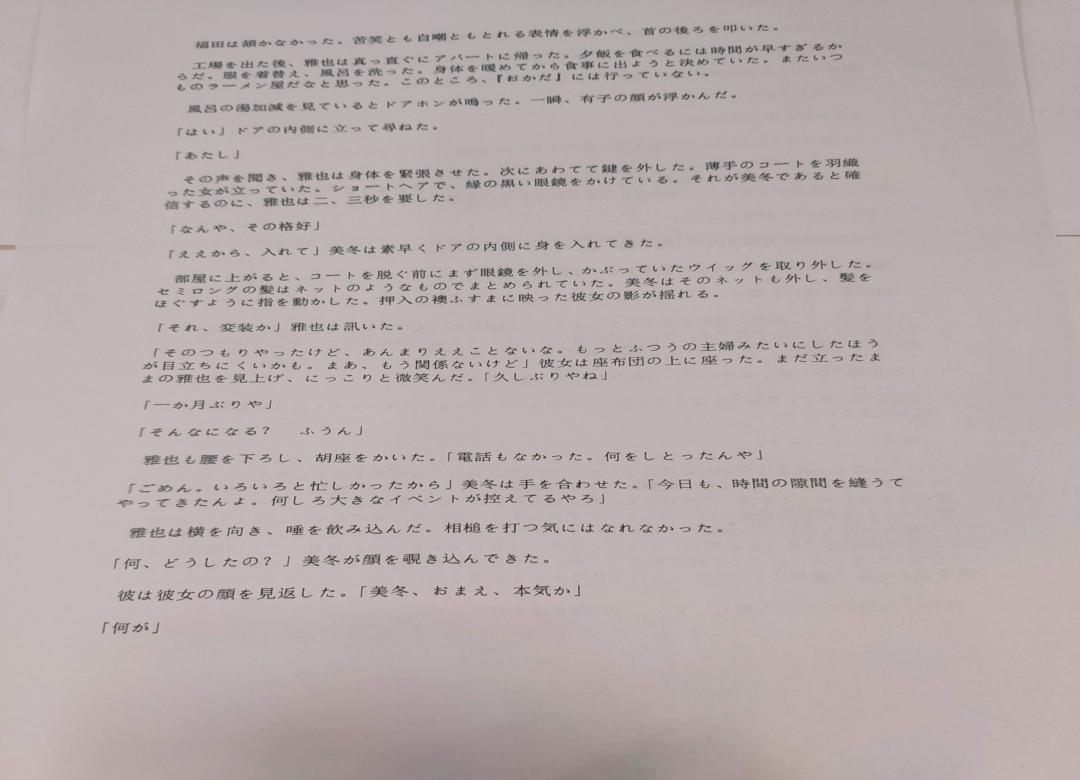 福田は頷かなかった。苦笑とも自嘲ともとれる表情を浮かべ、首の後ろを叩いた。
工場を出た後、雅也は真っ直ぐにアパートに帰った。夕飯を食べるには時間が早すぎるか
らだ。服を着替え、風呂を洗った。身体を暖めてから食事に出ようと決めていた。またいつ
ものラーメン屋だなと思った。このところ、『おかだ』には行っていない。
風呂の湯加減を見ているとドアホンが鳴った。一瞬、有子の顔が浮かんだ。
「はい」ドアの内側に立って尋ねた。
「あたし」
その声を聞き、雅也は身体を緊張させた。次にあわてて鍵を外した。薄手のコートを羽織
った女が立っていた。ショートヘアで、縁の黒い眼鏡をかけている。それが美冬であると確
信するのに、雅也は二、三秒を要した。
「なんや、その格好」
「ええから、入れて」美冬は素早くドアの内側に身を入れてきた。
部屋に上がると、コートを脱ぐ前にまず眼鏡を外し、かぶっていたウイッグを取り外した。
セミロングの髪はネットのようなものでまとめられていた。美冬はそのネットも外し、髪を
ほぐすように指を動かした。押入の襖ふすまに映った彼女の影が揺れる。
「それ、変装か」雅也は訊いた。
「そのつもりやったけど、あんまりええことないな。もっとふつうの主婦みたいにしたほう
が目立ちにくいかも。まあ、もう関係ないけど」彼女は座布団の上に座った。まだ立ったま
まの雅也を見上げ、にっこりと微笑んだ。「久しぶりやね」
「一か月ぶりや」
「そんなになる?　ふうん」
雅也も腰を下ろし、胡座をかいた。「電話もなかった。何をしとったんや」
「ごめん。いろいろと忙しかったから」美冬は手を合わせた。「今日も、時間の隙間を縫うて
やってきたんよ。何しろ大きなイベントが控えてるやろ」
雅也は横を向き、唾を飲み込んだ。相槌を打つ気にはなれなかった。
「何、どうしたの?」美冬が顔を覗き込んできた。
彼は彼女の顔を見返した。「美冬、おまえ、本気か」
「何が」